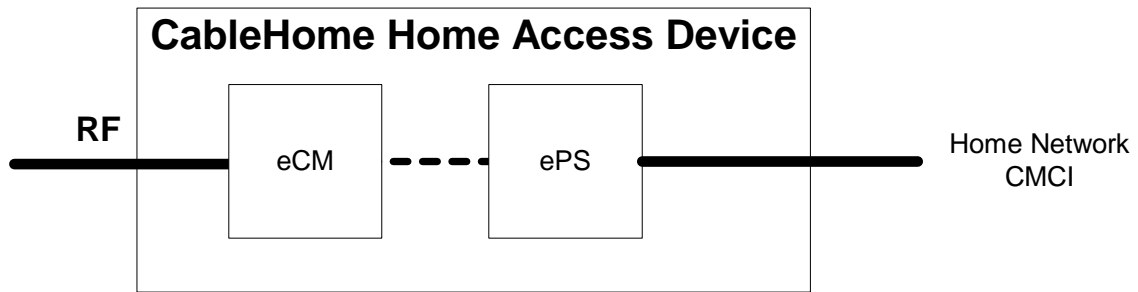 CableHome Home Access Device
RF
eCM
ePS
Home Network
CMCI